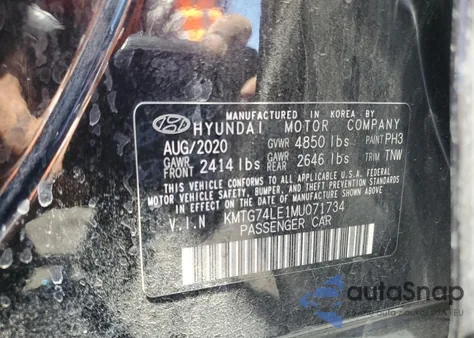 MANUFACTURED IN KOREA BY
HYUNDAI MOTOR COMPANY
AUG/2020 GVWR 4850 lbs PAINT PH3
GAWR FRONT 2414 lbs GAWR REAR 2646 lbs TRIM TNW
THIS VEHICLE CONFORMS TO ALL APPLICABLE FEDERAL
MOTOR VEHICLE SAFETY, BUMPER, AND THEFT PREVENTION
STANDARDS IN EFFECT ON THE DATE OF
MANUFACTURE SHOWN ABOVE.
V.I.N KMTG74LE1MU071734
PASSENGER CAR
autoSnap